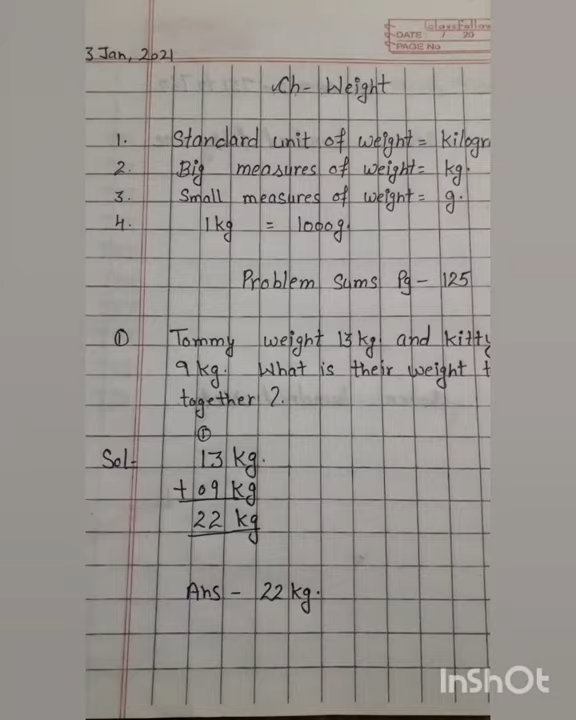 Classfellow
DATE: / 20
PAGE No
3 Jan, 2021
Ch- Weight
1. Standard unit of weight = kilogr
2. Big measures of weight = kg.
3. Small measures of weight = g.
4. 1kg = 1000g.
Problem Sums Pg - 125
① Tommy weight 13 kg and kitty
9 kg. What is their weight t
together ?
①
Sol- 13 kg.
+ 09 kg
22 kg
Ans - 22 kg.
InShOt